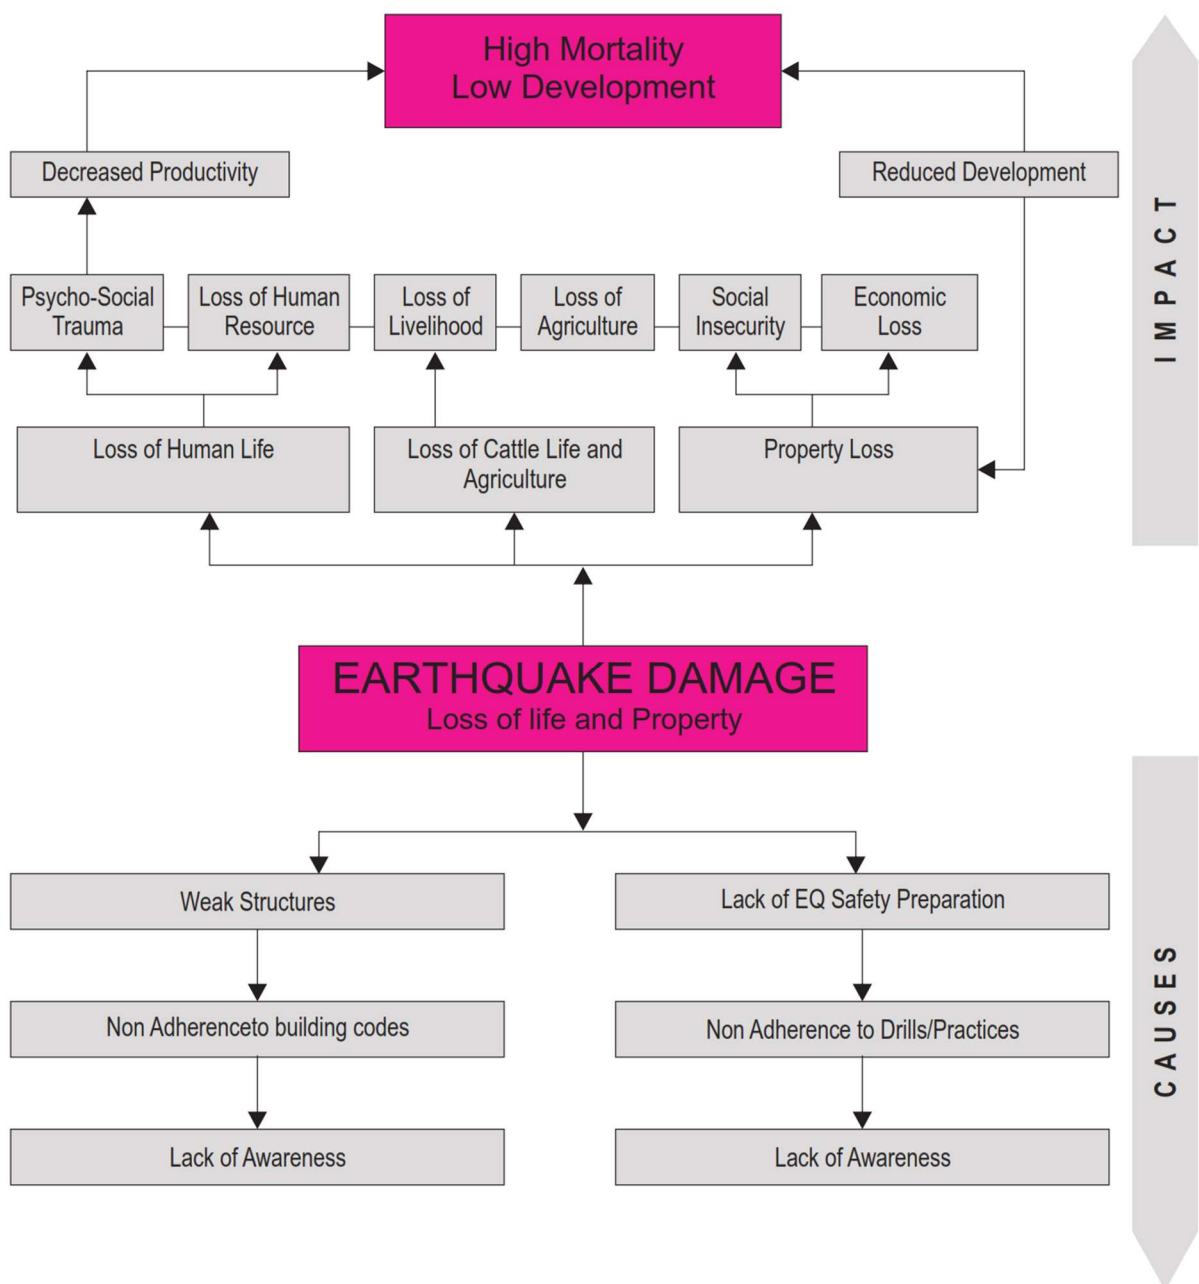 High Mortality
Low Development
Decreased Productivity
Reduced Development
Psycho-Social
Trauma
Loss of Human
Resource
Loss of
Livelihood
Loss of
Agriculture
Social
Insecurity
Economic
Loss
Loss of Human Life
Loss of Cattle Life and
Agriculture
Property Loss
IMPACT
EARTHQUAKE DAMAGE
Loss of life and Property
Weak Structures
Lack of EQ Safety Preparation
Non Adherenceto building codes
Non Adherence to Drills/Practices
Lack of Awareness
Lack of Awareness
CAUSES